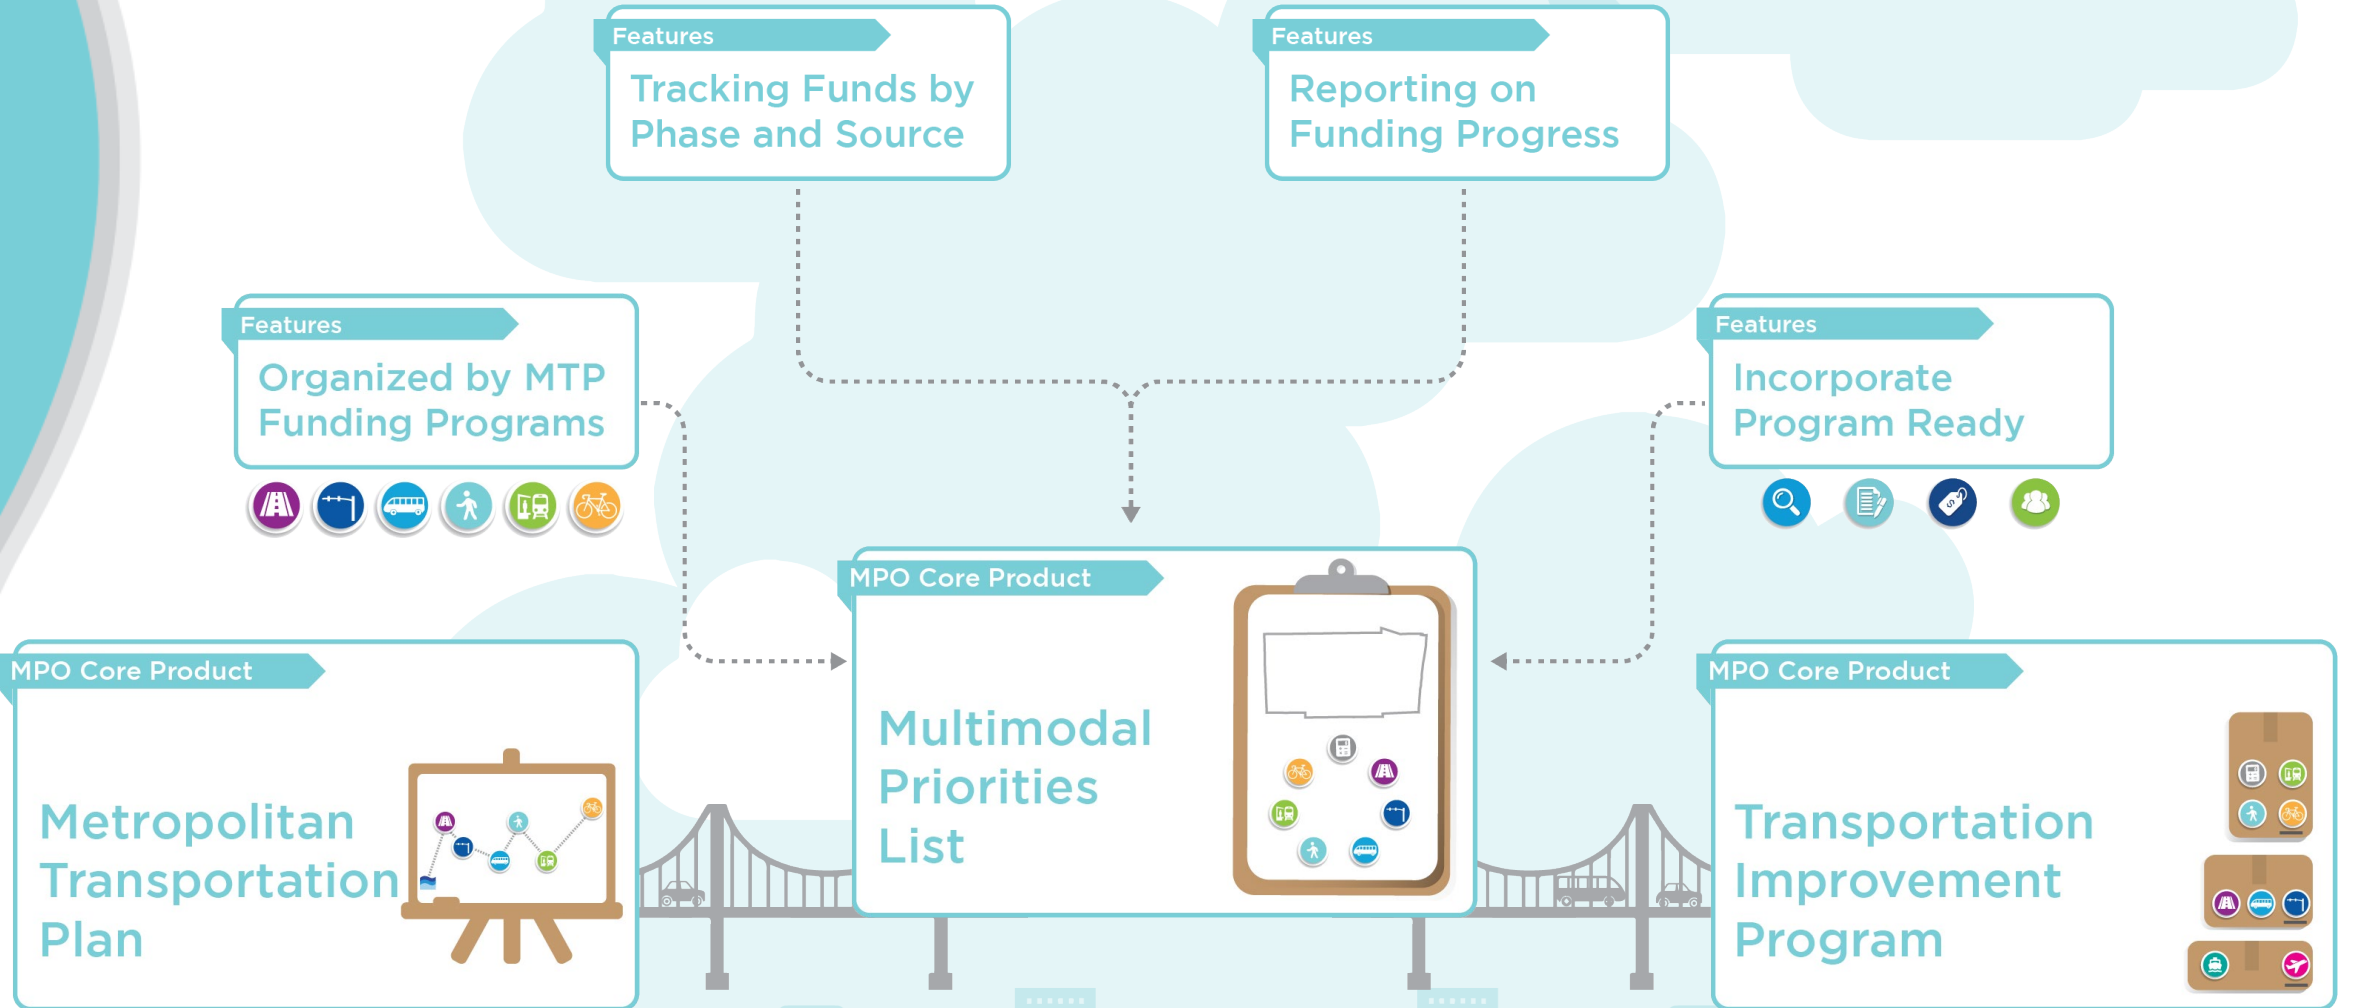 Features
Tracking Funds by
Phase and Source
Features
Reporting on
Funding Progress
Features
Organized by MTP
Funding Programs
Features
Incorporate
Program Ready
MPO Core Product
Multimodal
Priorities
List
MPO Core Product
Metropolitan
Transportation
Plan
MPO Core Product
Transportation
Improvement
Program